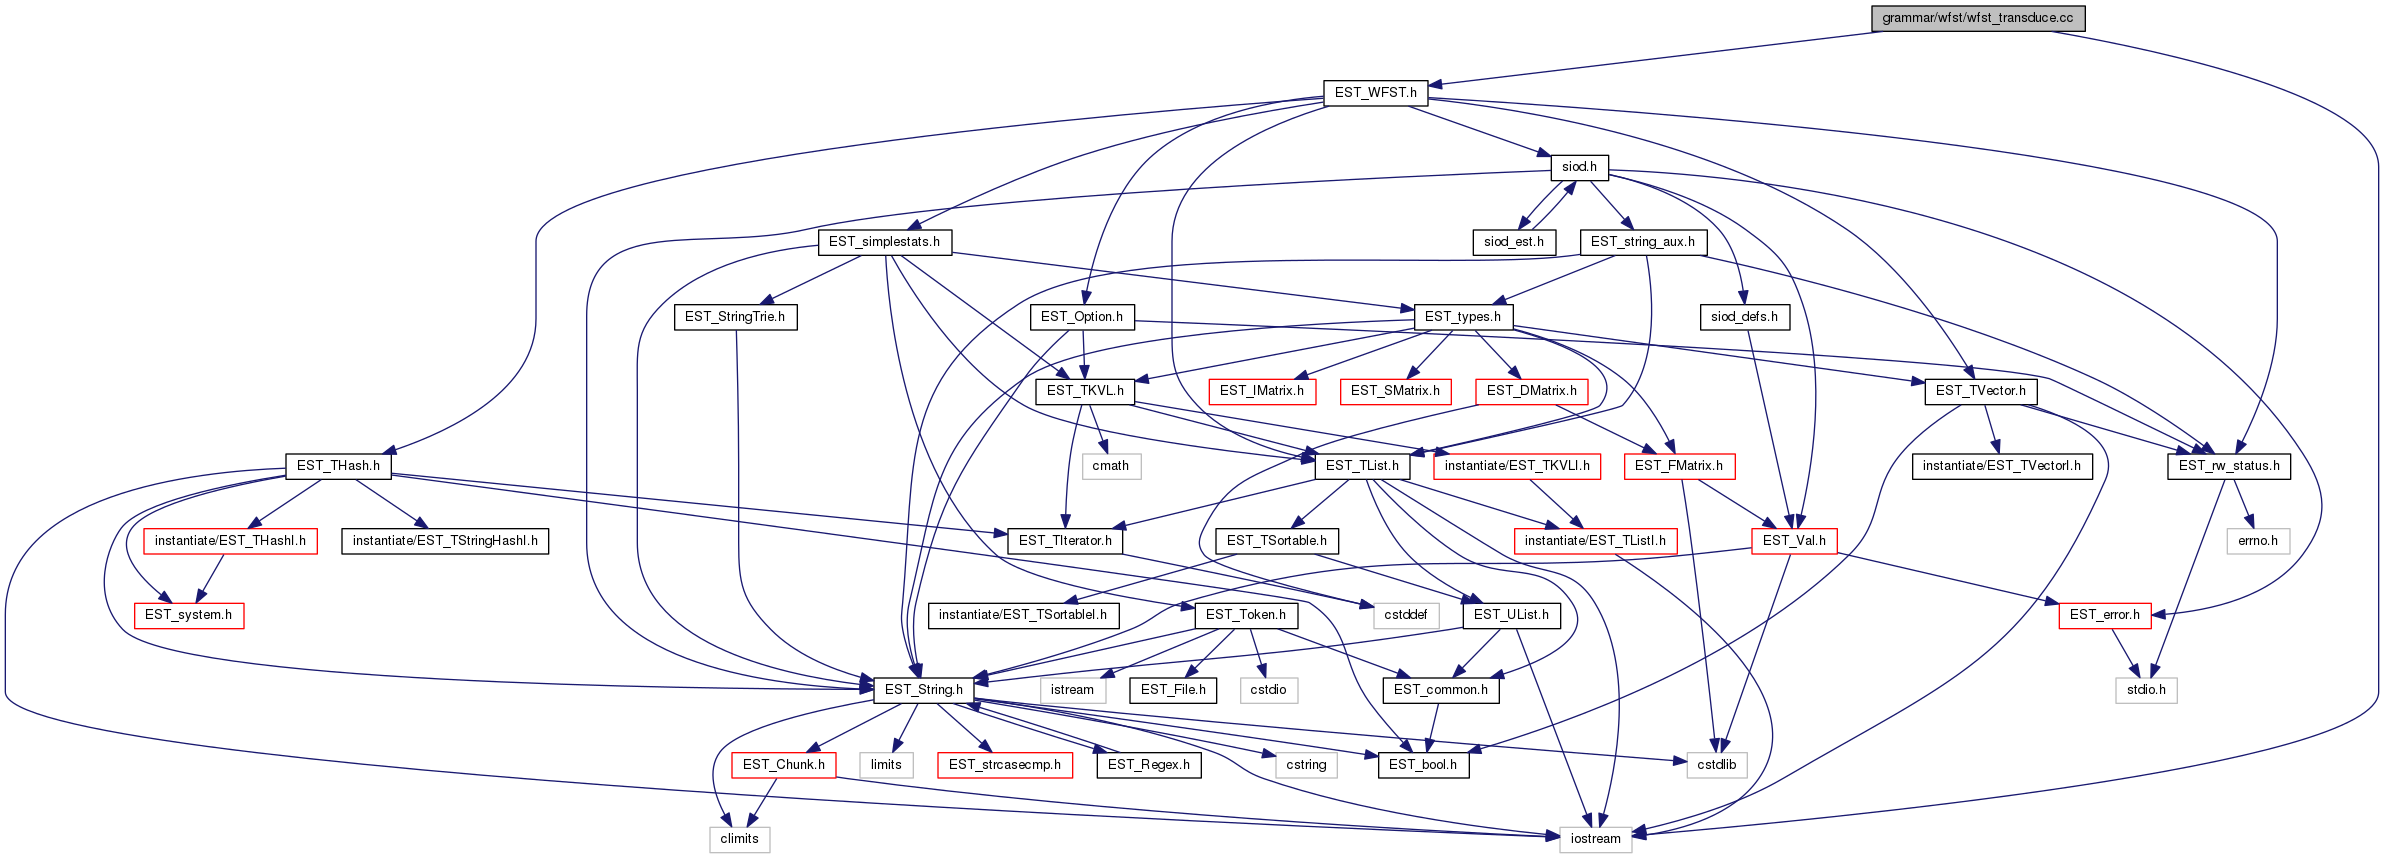 grammar/wfst/wfst_transduce.cc
EST_WFST.h
siod.h
EST_simplestats.h
siod_est.h
EST_string_aux.h
EST_StringTrie.h
EST_Option.h
EST_types.h
siod_defs.h
EST_TKVL.h
EST_IMatrix.h
EST_SMatrix.h
EST_DMatrix.h
EST_TVector.h
EST_THash.h
cmath
EST_TList.h
instantiate/EST_TKVLI.h
EST_FMatrix.h
instantiate/EST_TVectorI.h
EST_rw_status.h
instantiate/EST_THashI.h
instantiate/EST_TStringHashI.h
EST_TIterator.h
EST_TSortable.h
instantiate/EST_TListI.h
EST_Val.h
errno.h
EST_system.h
instantiate/EST_TSortableI.h
EST_Token.h
cstddef
EST_UList.h
EST_error.h
EST_String.h
istream
EST_File.h
cstdio
EST_common.h
stdio.h
EST_Chunk.h
limits
EST_strcasecmp.h
EST_Regex.h
cstring
EST_bool.h
cstdlib
climits
iostream